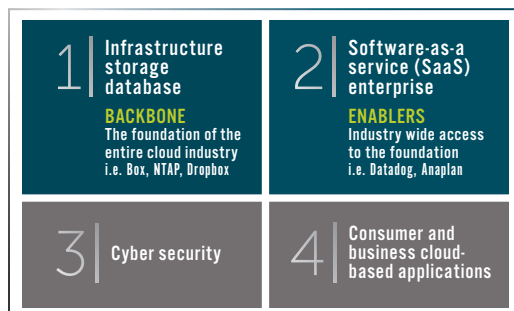 1
Infrastructure
storage
database
BACKBONE
The foundation of the
entire cloud industry
i.e. Box, NTAP, Dropbox
2
Software-as-a
service (SaaS)
enterprise
ENABLERS
Industry wide access
to the foundation
i.e. Datadog, Anaplan
3
Cyber security
4
Consumer and
business cloud-
based applications